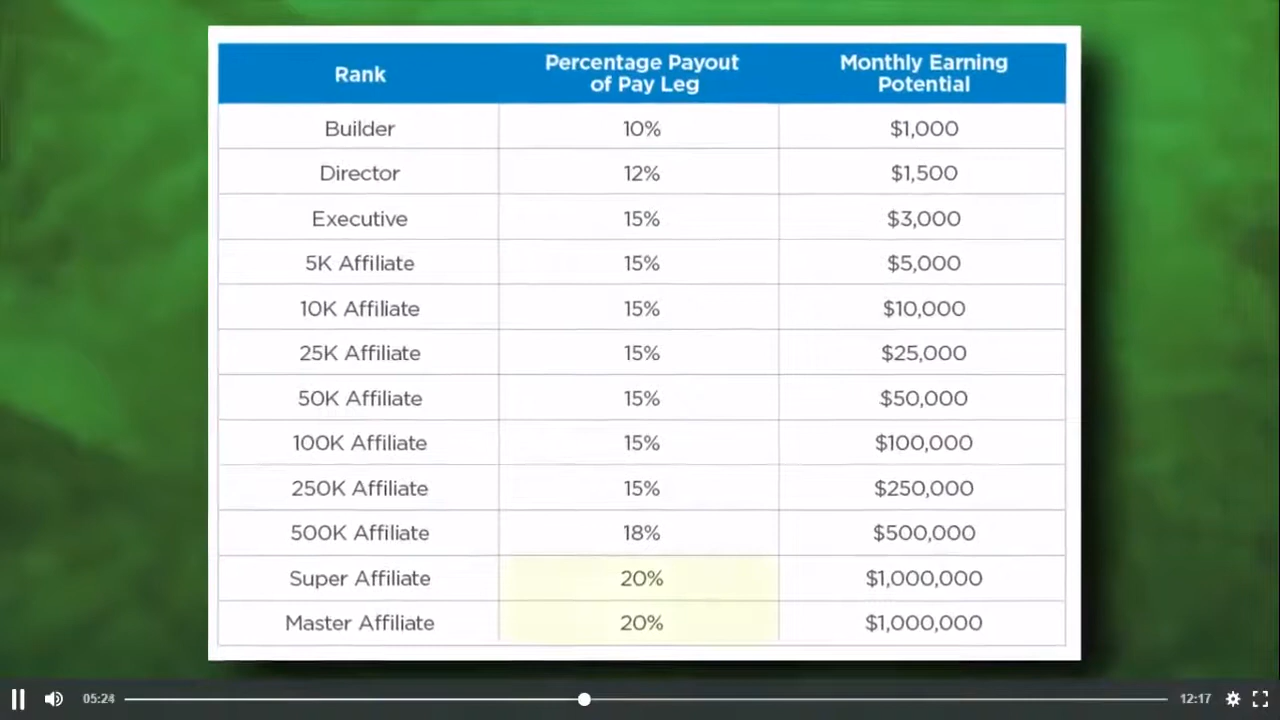 Rank Percentage Payout of Pay Leg Monthly Earning Potential
Builder 10% $1,000
Director 12% $1,500
Executive 15% $3,000
5K Affiliate 15% $5,000
10K Affiliate 15% $10,000
25K Affiliate 15% $25,000
50K Affiliate 15% $50,000
100K Affiliate 15% $100,000
250K Affiliate 15% $250,000
500K Affiliate 18% $500,000
Super Affiliate 20% $1,000,000
Master Affiliate 20% $1,000,000
05:24 12:17